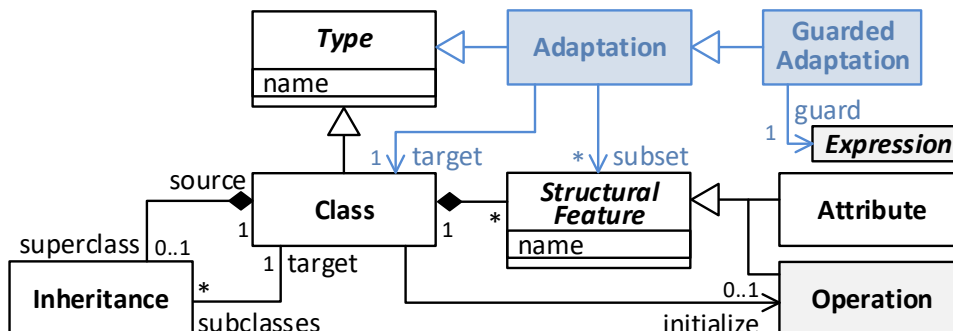 Type
name
Adaptation
Guarded
Adaptation
guard
1
Expression
1 target
* subset
source
Class
1
1
*
Structural
Feature
name
Attribute
superclass
0..1
1 target
Inheritance
*
subclasses
0..1
initialize
Operation